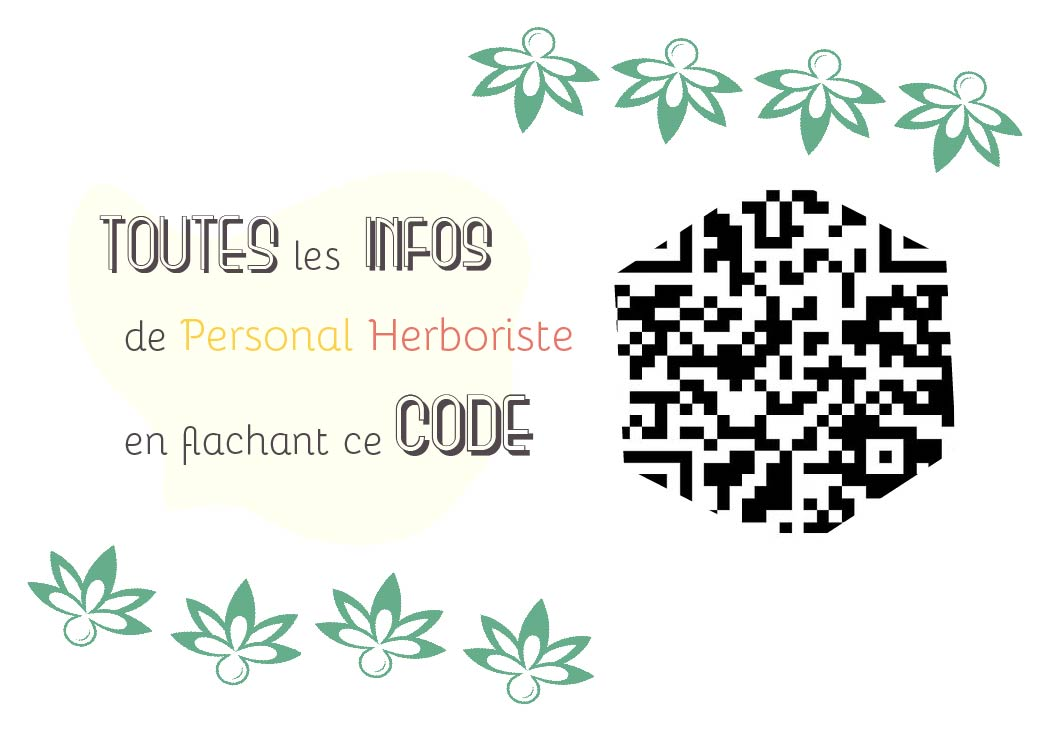 TOUTES les INFOS
de Personal Herboriste
en flachant ce CODE